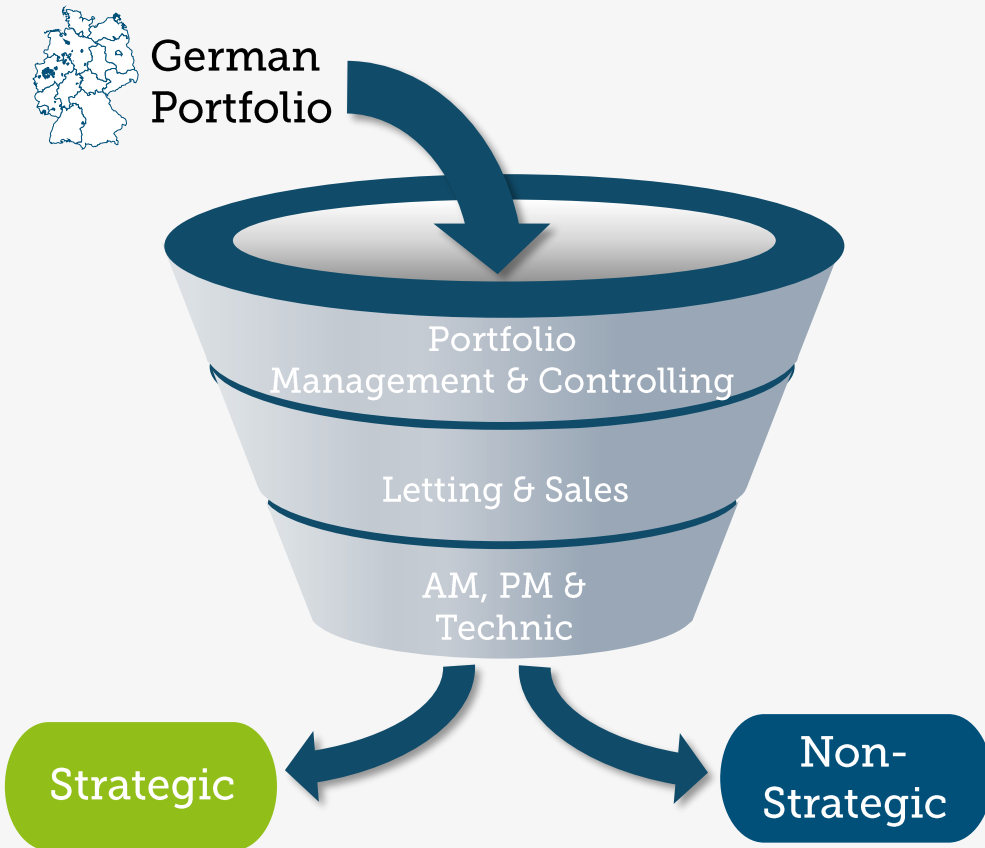 German
Portfolio
Portfolio
Management & Controlling
Letting & Sales
AM, PM &
Technic
Strategic
Non-
Strategic